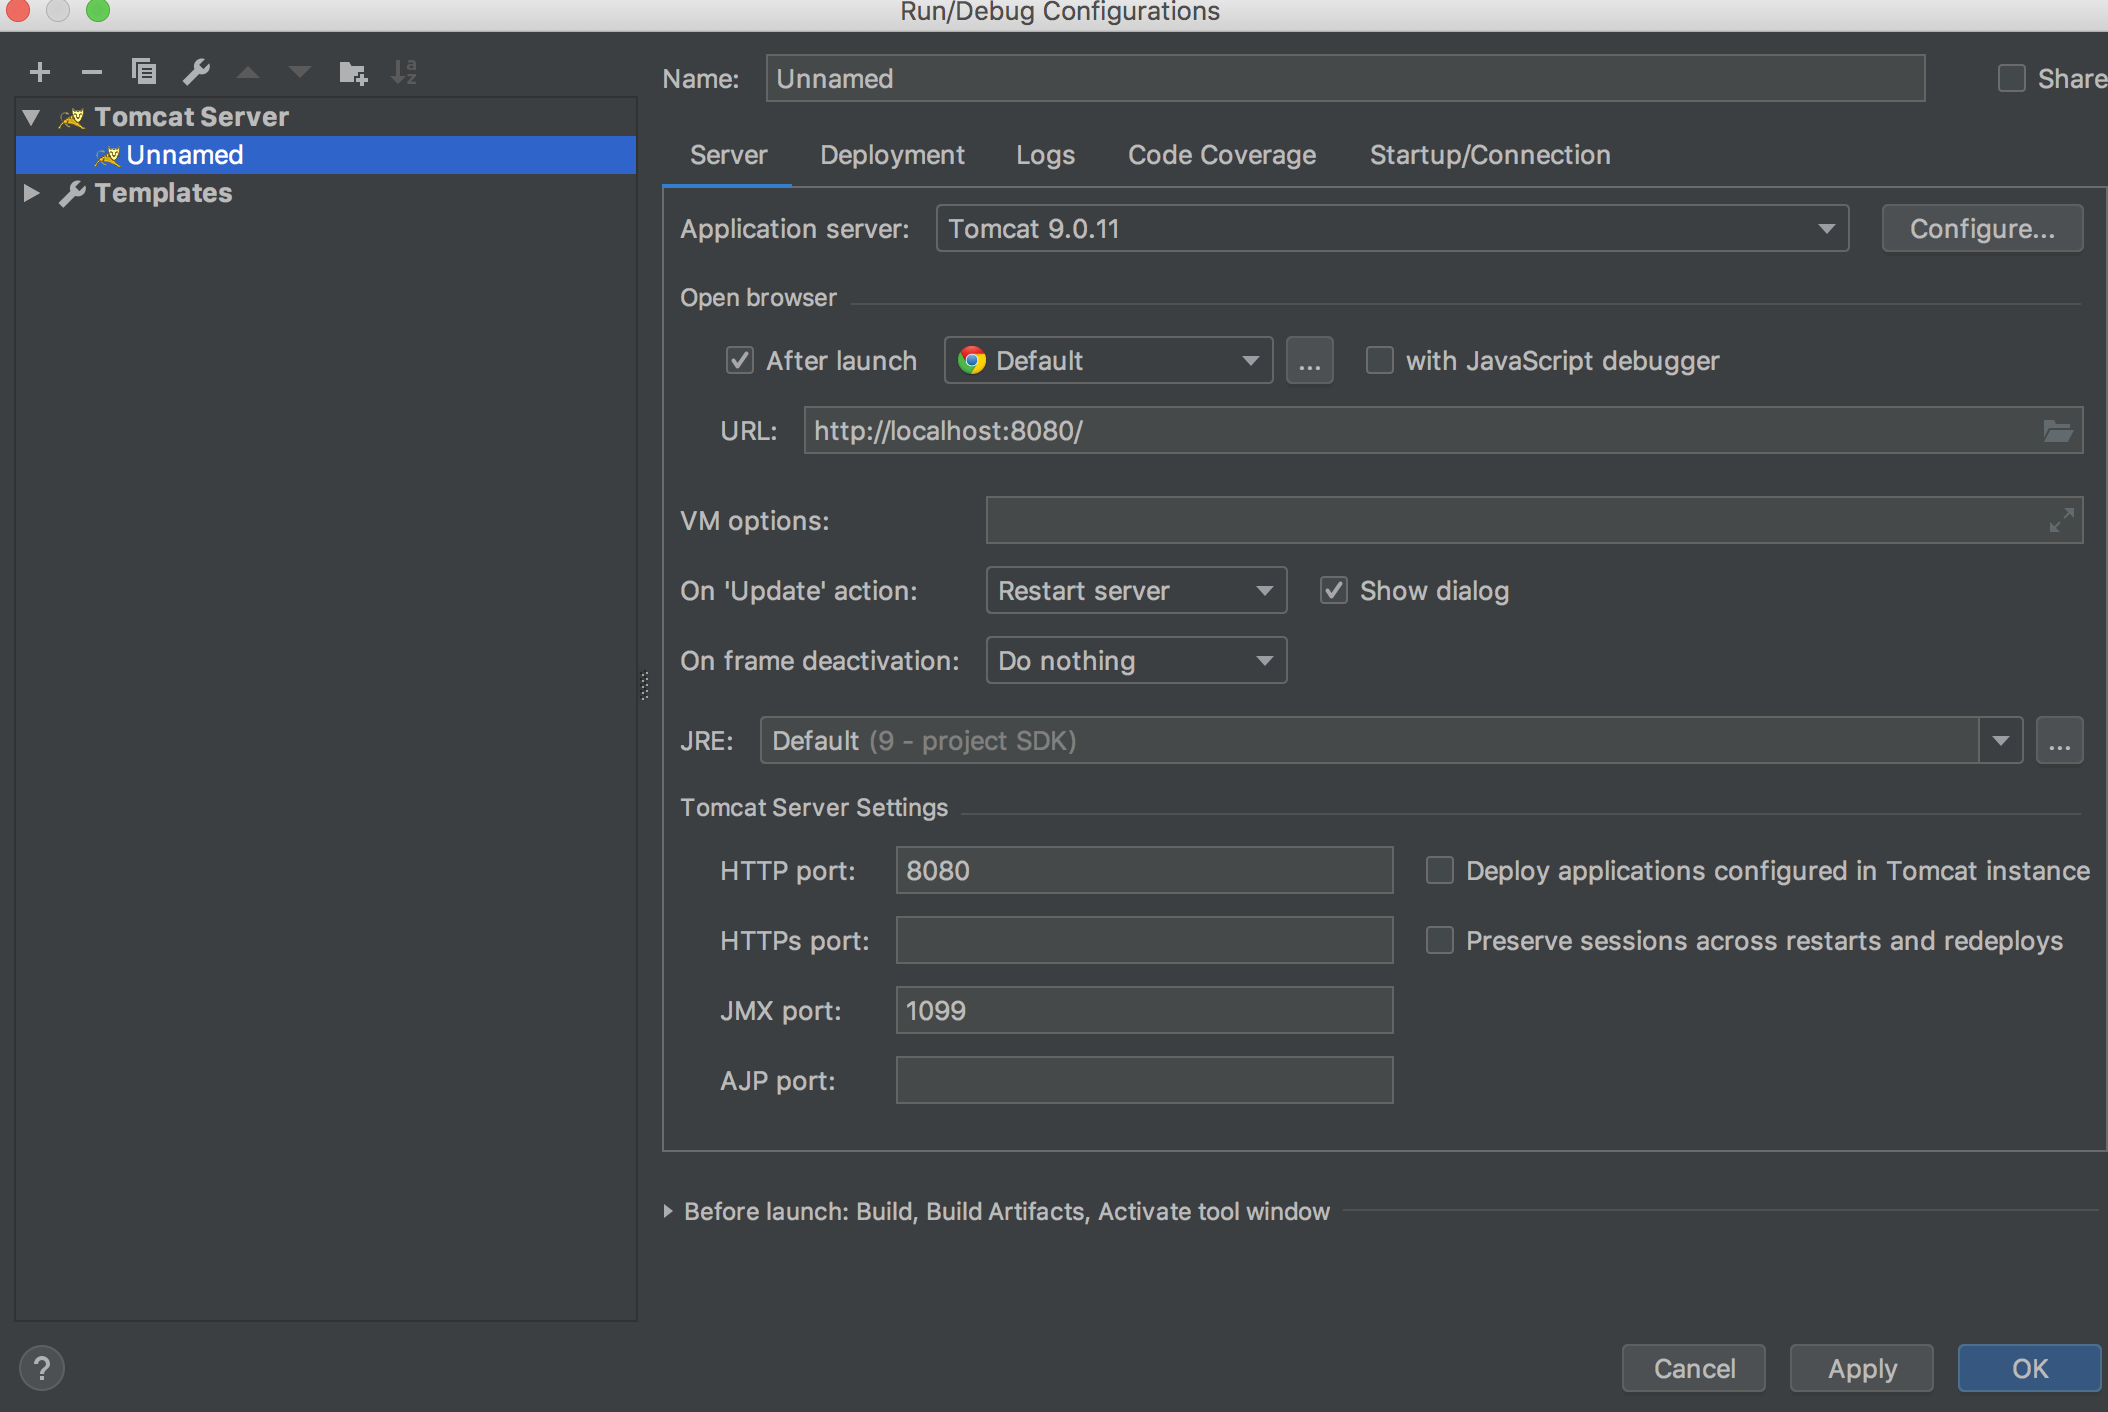 Run/Debug Configurations
Tomcat Server
Unnamed
Templates
Name: Unnamed Share
Server Deployment Logs Code Coverage Startup/Connection
Application server: Tomcat 9.0.11 Configure...
Open browser
After launch Default ... with JavaScript debugger
URL: http://localhost:8080/
VM options:
On 'Update' action: Restart server Show dialog
On frame deactivation: Do nothing
JRE: Default (9 - project SDK) ...
Tomcat Server Settings
HTTP port: 8080 Deploy applications configured in Tomcat instance
HTTPs port: Preserve sessions across restarts and redeploys
JMX port: 1099
AJP port:
Before launch: Build, Build Artifacts, Activate tool window
? Cancel Apply OK